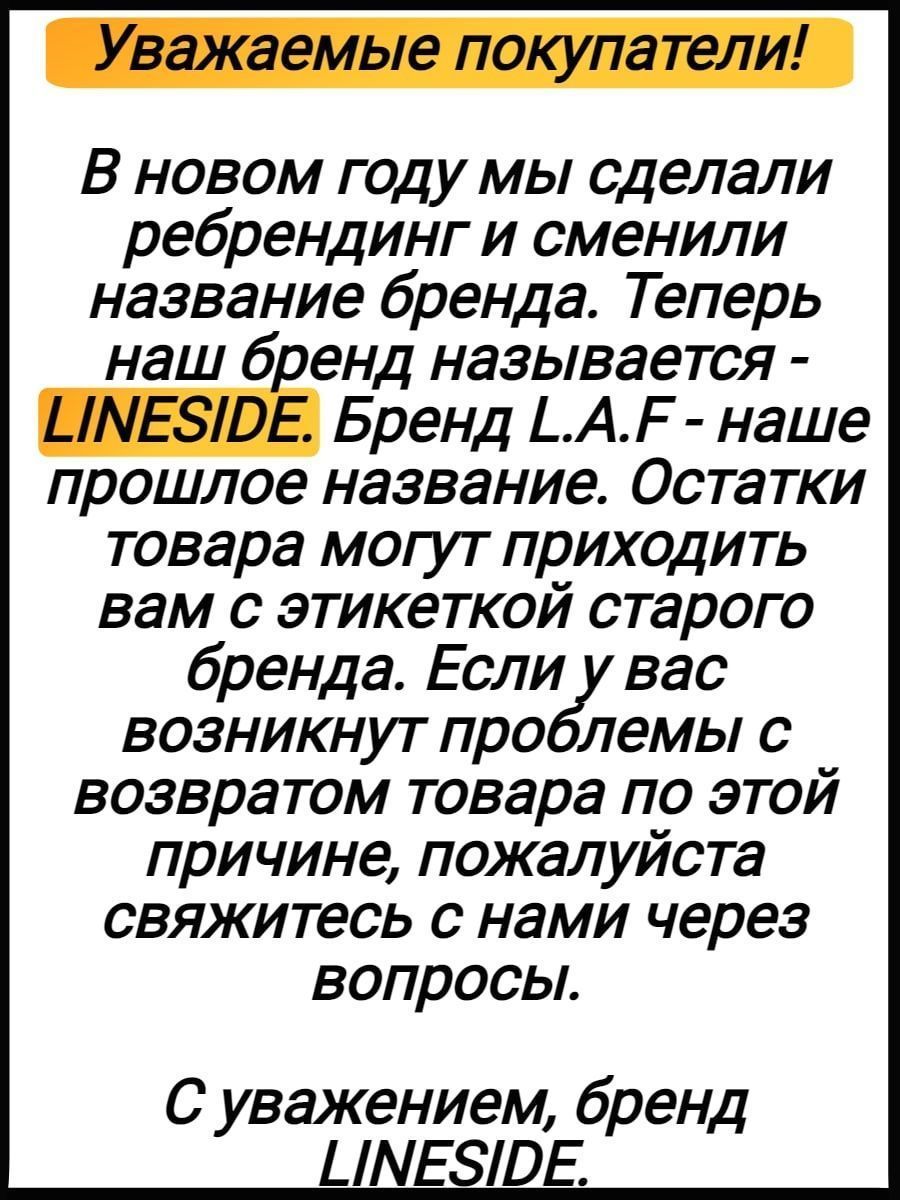 Уважаемые покупатели!
В новом году мы сделали
ребрендинг и сменили
название бренда. Теперь
наш бренд называется -
LINESIDE. Бренд L.A.F - наше
прошлое название. Остатки
товара могут приходить
вам с этикеткой старого
бренда. Если у вас
возникнут проблемы с
возвратом товара по этой
причине, пожалуйста
свяжитесь с нами через
вопросы.
С уважением, бренд
LINESIDE.